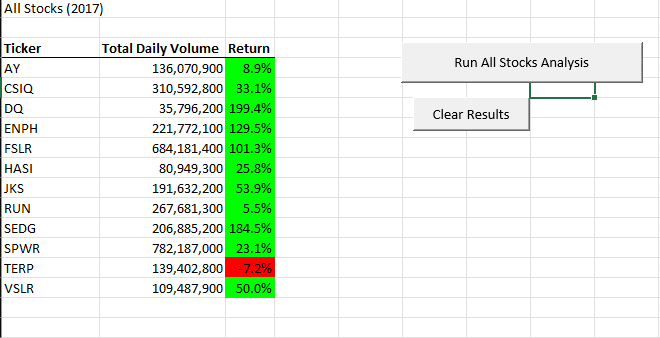 All Stocks (2017)
Ticker Total Daily Volume Return
AY 136,070,900 8.9%
CSIQ 310,592,800 33.1%
DQ 35,796,200 199.4%
ENPH 221,772,100 129.5%
FSLR 684,181,400 101.3%
HASI 80,949,300 25.8%
JKS 191,632,200 53.9%
RUN 267,681,300 5.5%
SEDG 206,885,200 184.5%
SPWR 782,187,000 23.1%
TERP 139,402,800 -7.2%
VSLR 109,487,900 50.0%
Run All Stocks Analysis
Clear Results